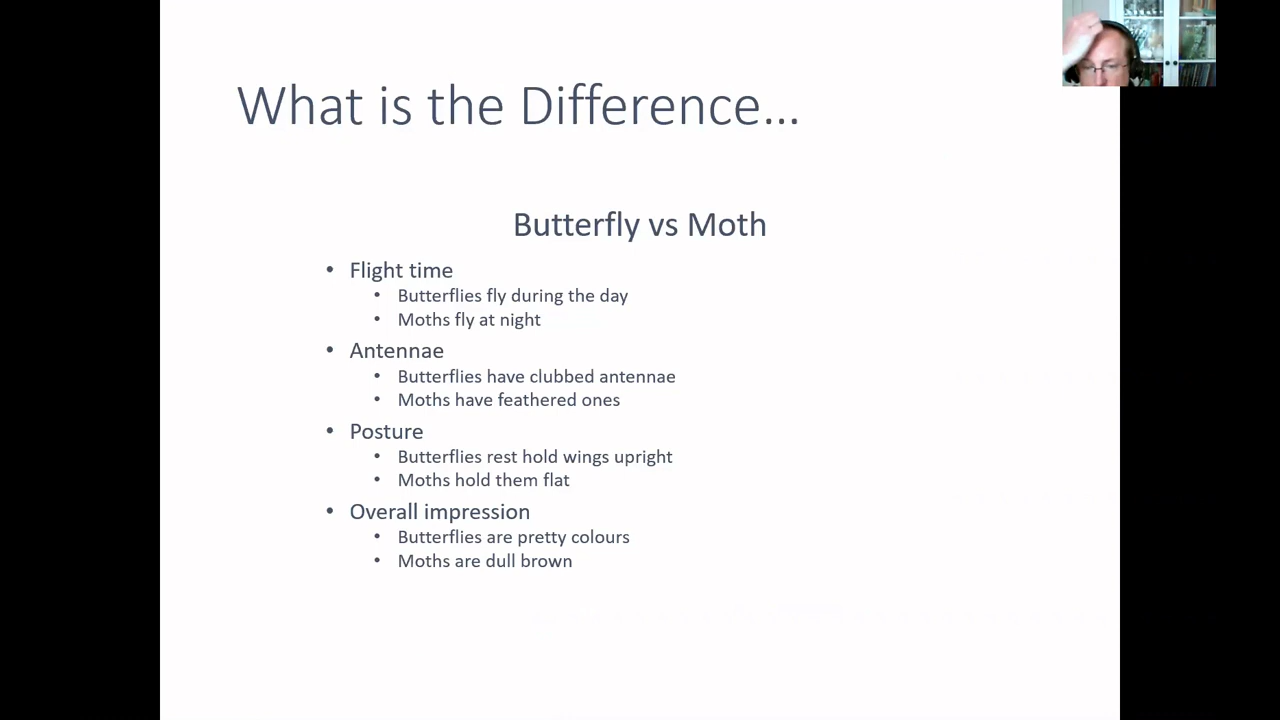 What is the Difference...
Butterfly vs Moth
• Flight time
• Butterflies fly during the day
• Moths fly at night
• Antennae
• Butterflies have clubbed antennae
• Moths have feathered ones
• Posture
• Butterflies rest hold wings upright
• Moths hold them flat
• Overall impression
• Butterflies are pretty colours
• Moths are dull brown